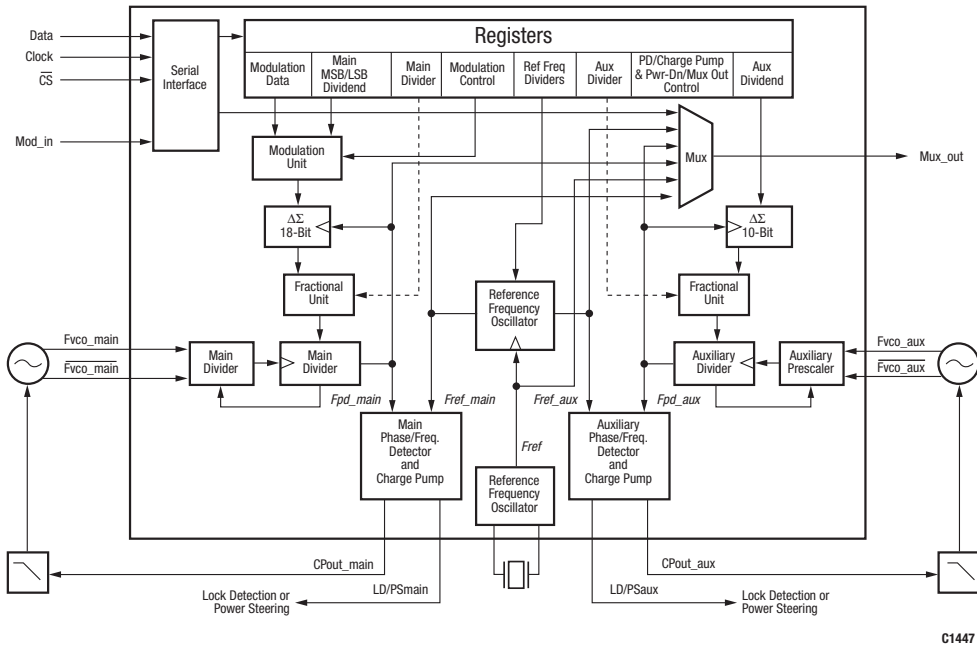 Registers
Data
Clock
CS
Mod_in
Serial
Interface
Modulation
Data
Main
MSB/LSB
Dividend
Main
Divider
Modulation
Control
Ref Freq
Dividers
Aux
Divider
PD/Charge Pump
& Pwr-Dn/Mux Out
Control
Aux
Dividend
Modulation
Unit
Mux
Mux_out
ΔΣ
18-Bit
ΔΣ
10-Bit
Fractional
Unit
Reference
Frequency
Oscillator
Fractional
Unit
Fvco_main
Fvco_main
Main
Divider
Main
Divider
Auxiliary
Divider
Auxiliary
Prescaler
Fvco_aux
Fvco_aux
Fpd_main
Fref_main
Fref_aux
Fpd_aux
Main
Phase/Freq.
Detector
and
Charge Pump
Fref
Auxiliary
Phase/Freq.
Detector
and
Charge Pump
Reference
Frequency
Oscillator
CPout_main
CPout_aux
LD/PSmain
LD/PSaux
Lock Detection or
Power Steering
Lock Detection or
Power Steering
C1447